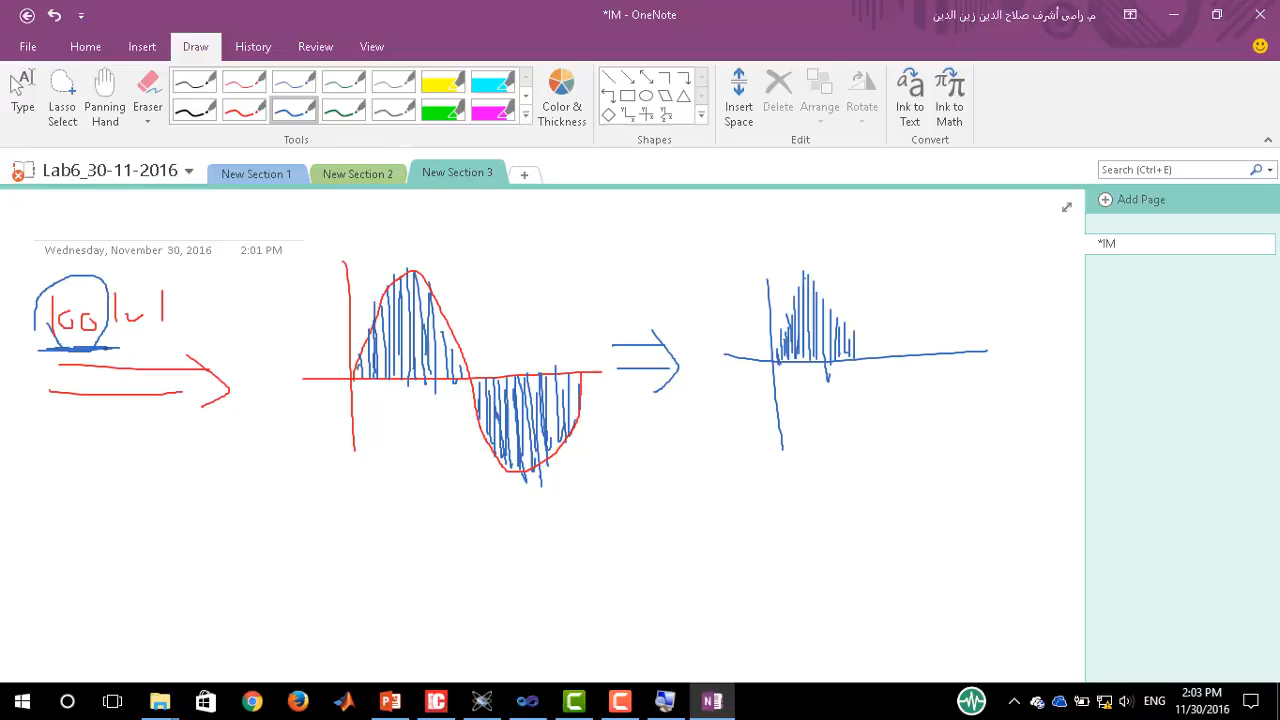 *IM - OneNote
م. رامى أشرف صلاح الدين زين الدين
File Home Insert Draw History Review View
Type
Lasso Select
Panning Hand
Eraser
Color & Thickness
Insert Space
Delete
Arrange
Rotate
Ink to Text
Ink to Math
Tools
Shapes
Edit
Convert
Lab6_30-11-2016
New Section 1
New Section 2
New Section 3
Search (Ctrl+E)
Add Page
*IM
Wednesday, November 30, 2016 2:01 PM
ENG
2:03 PM
11/30/2016